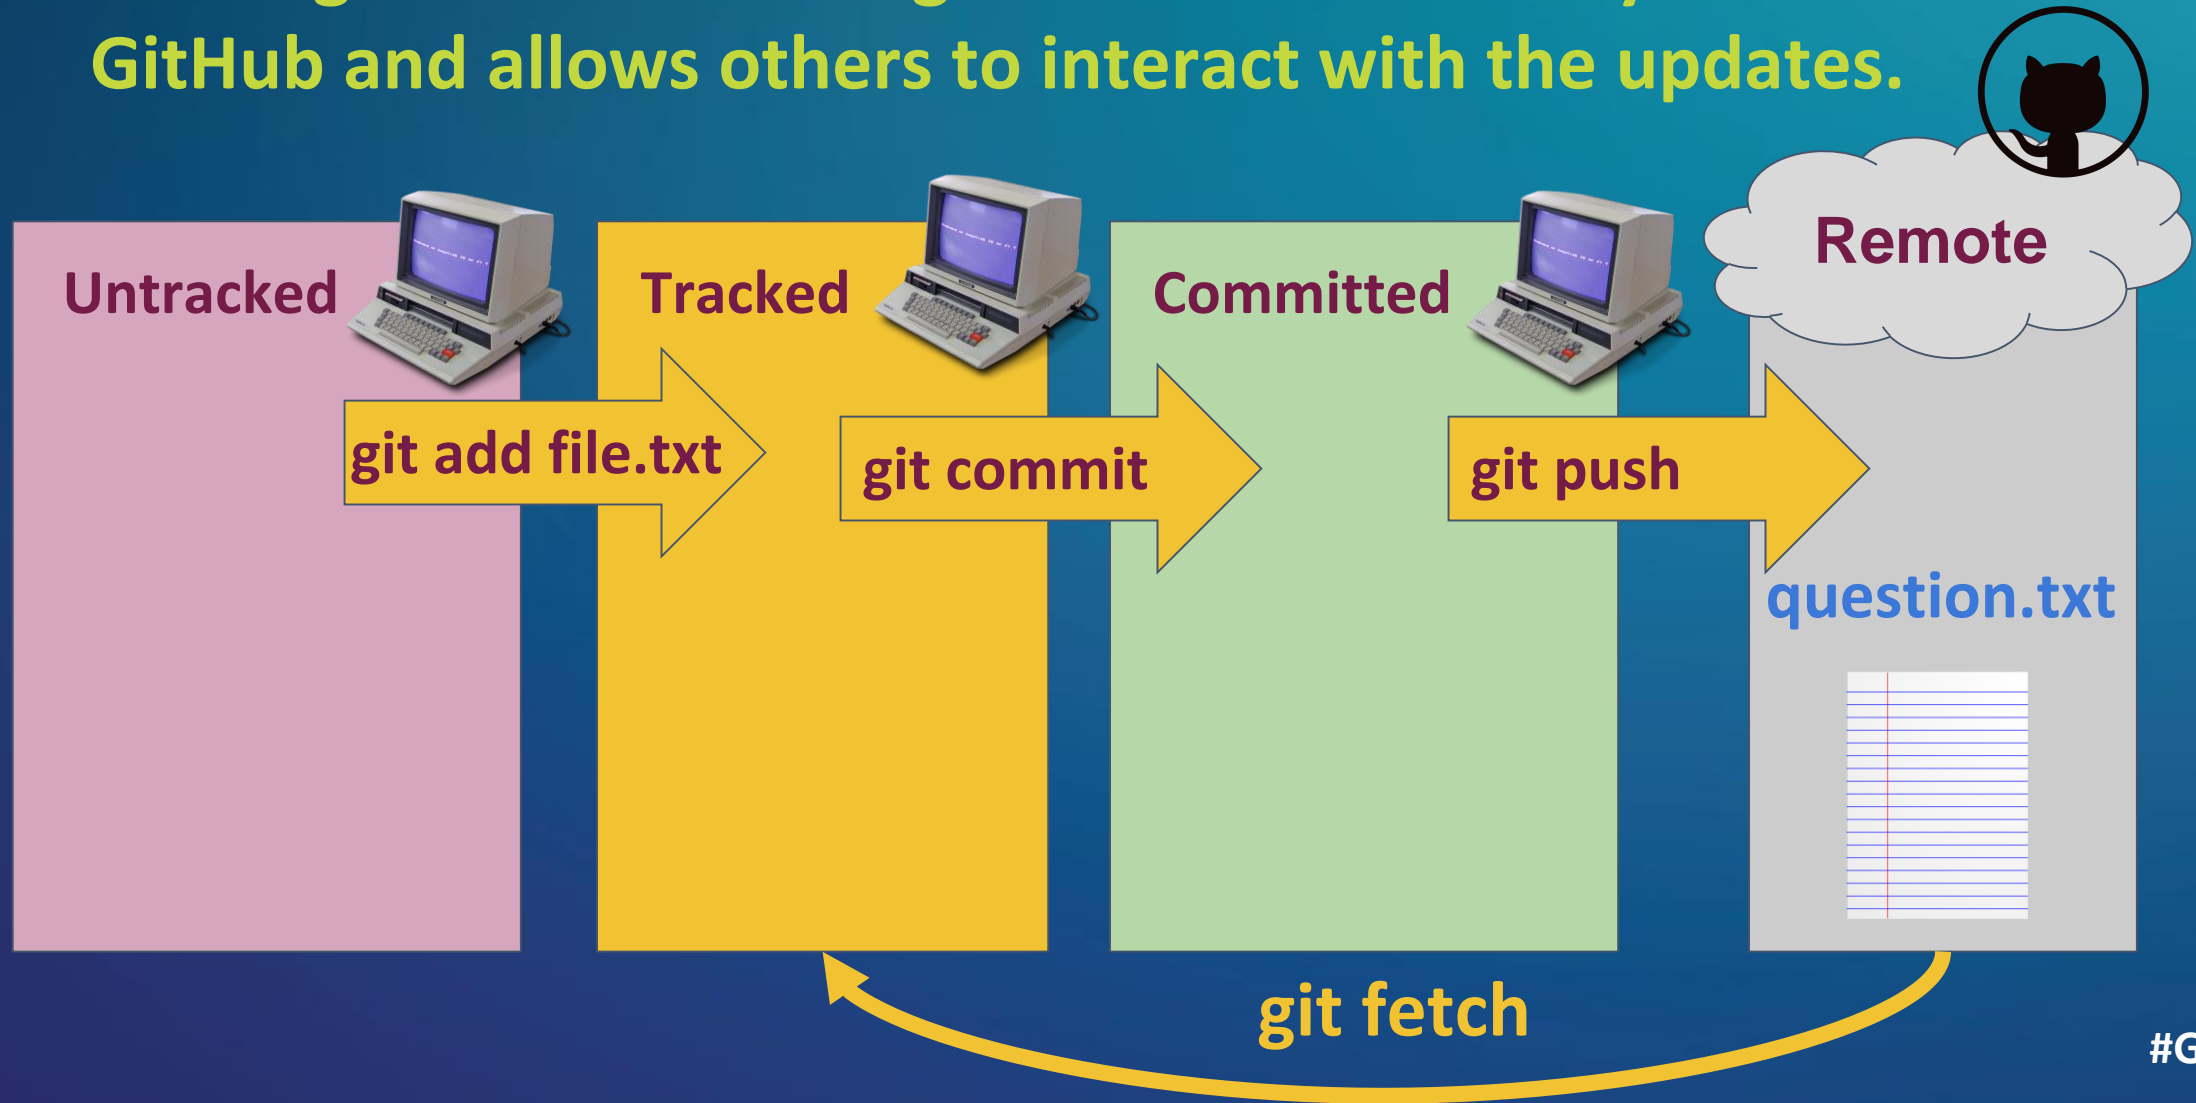 GitHub and allows others to interact with the updates.
Remote
Untracked
Tracked
Committed
git add file.txt
git commit
git push
question.txt
git fetch
#G